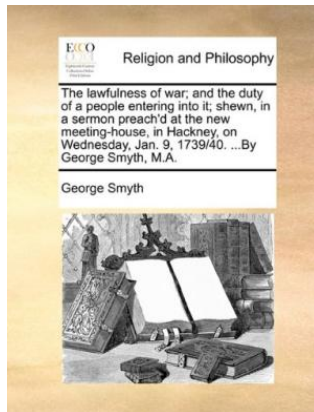 ECCO
Religion and Philosophy
The lawfulness of war; and the duty
of a people entering into it; shewn, in
a sermon preach'd at the new
meeting-house, in Hackney, on
Wednesday, Jan. 9, 1739/40. ...By
George Smyth, M.A.
George Smyth